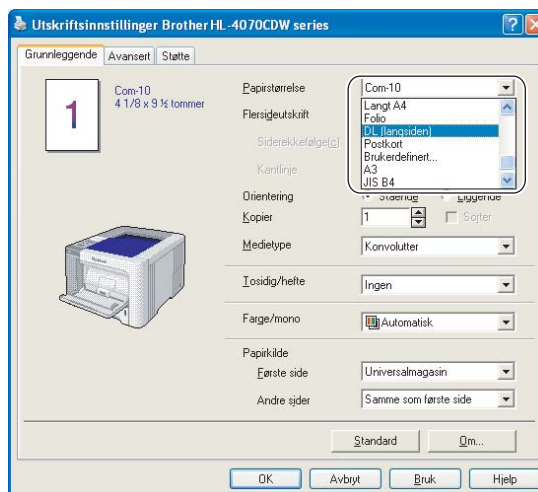 Utskriftsinnstillinger Brother HL-4070CDW series
Grunnleggende Avansert Støtte
1
Com-10
4 1/8 x 9 ½ tommer
Papirstørrelse Com-10
Langt A4
Folio
DL (langsiden)
Postkort
Brukerdefinert...
A3
JIS B4
Flersideutskrift
Siderekkefølge(c)
Kantlinje
Orientering Stående Liggende
Kopier 1 Sorter
Medietype Konvolutter
Tosidig/hefte Ingen
Farge/mono Automatisk
Papirkilde
Første side Universalmagasin
Andre sider Samme som første side
Standard Om...
OK Avbryt Bruk Hjelp